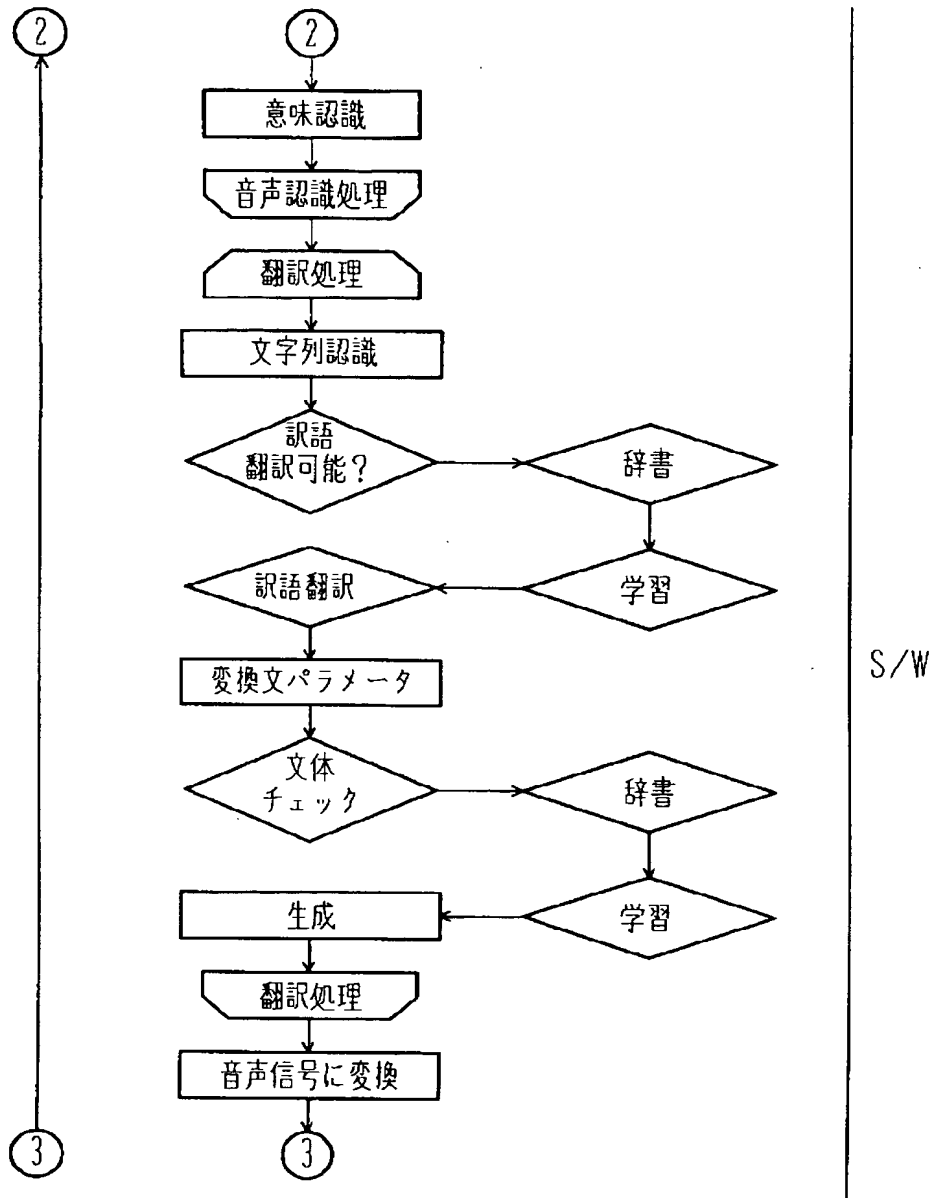 2
2
意味認識
音声認識処理
翻訳処理
文字列認識
訳語
翻訳可能?
辞書
訳語翻訳
学習
変換文パラメータ
S/W
文体
チェック
辞書
生成
学習
翻訳処理
音声信号に変換
3
3